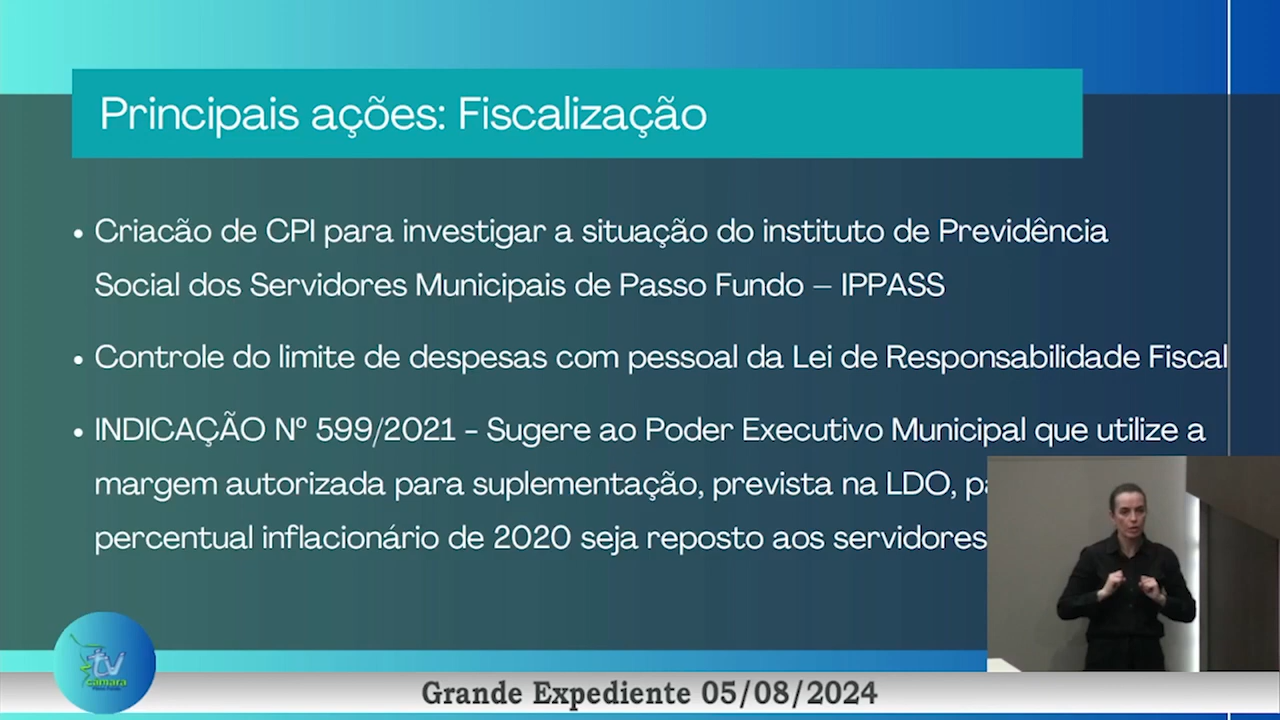 Principais ações: Fiscalização
• Criacão de CPI para investigar a situação do instituto de Previdência
Social dos Servidores Municipais de Passo Fundo – IPPASS
• Controle do limite de despesas com pessoal da Lei de Responsabilidade Fiscal
• INDICAÇÃO Nº 599/2021 - Sugere ao Poder Executivo Municipal que utilize a
margem autorizada para suplementação, prevista na LDO,
percentual inflacionário de 2020 seja reposto aos servidores
tv
câmara
Passo Fundo
Grande Expediente 05/08/2024